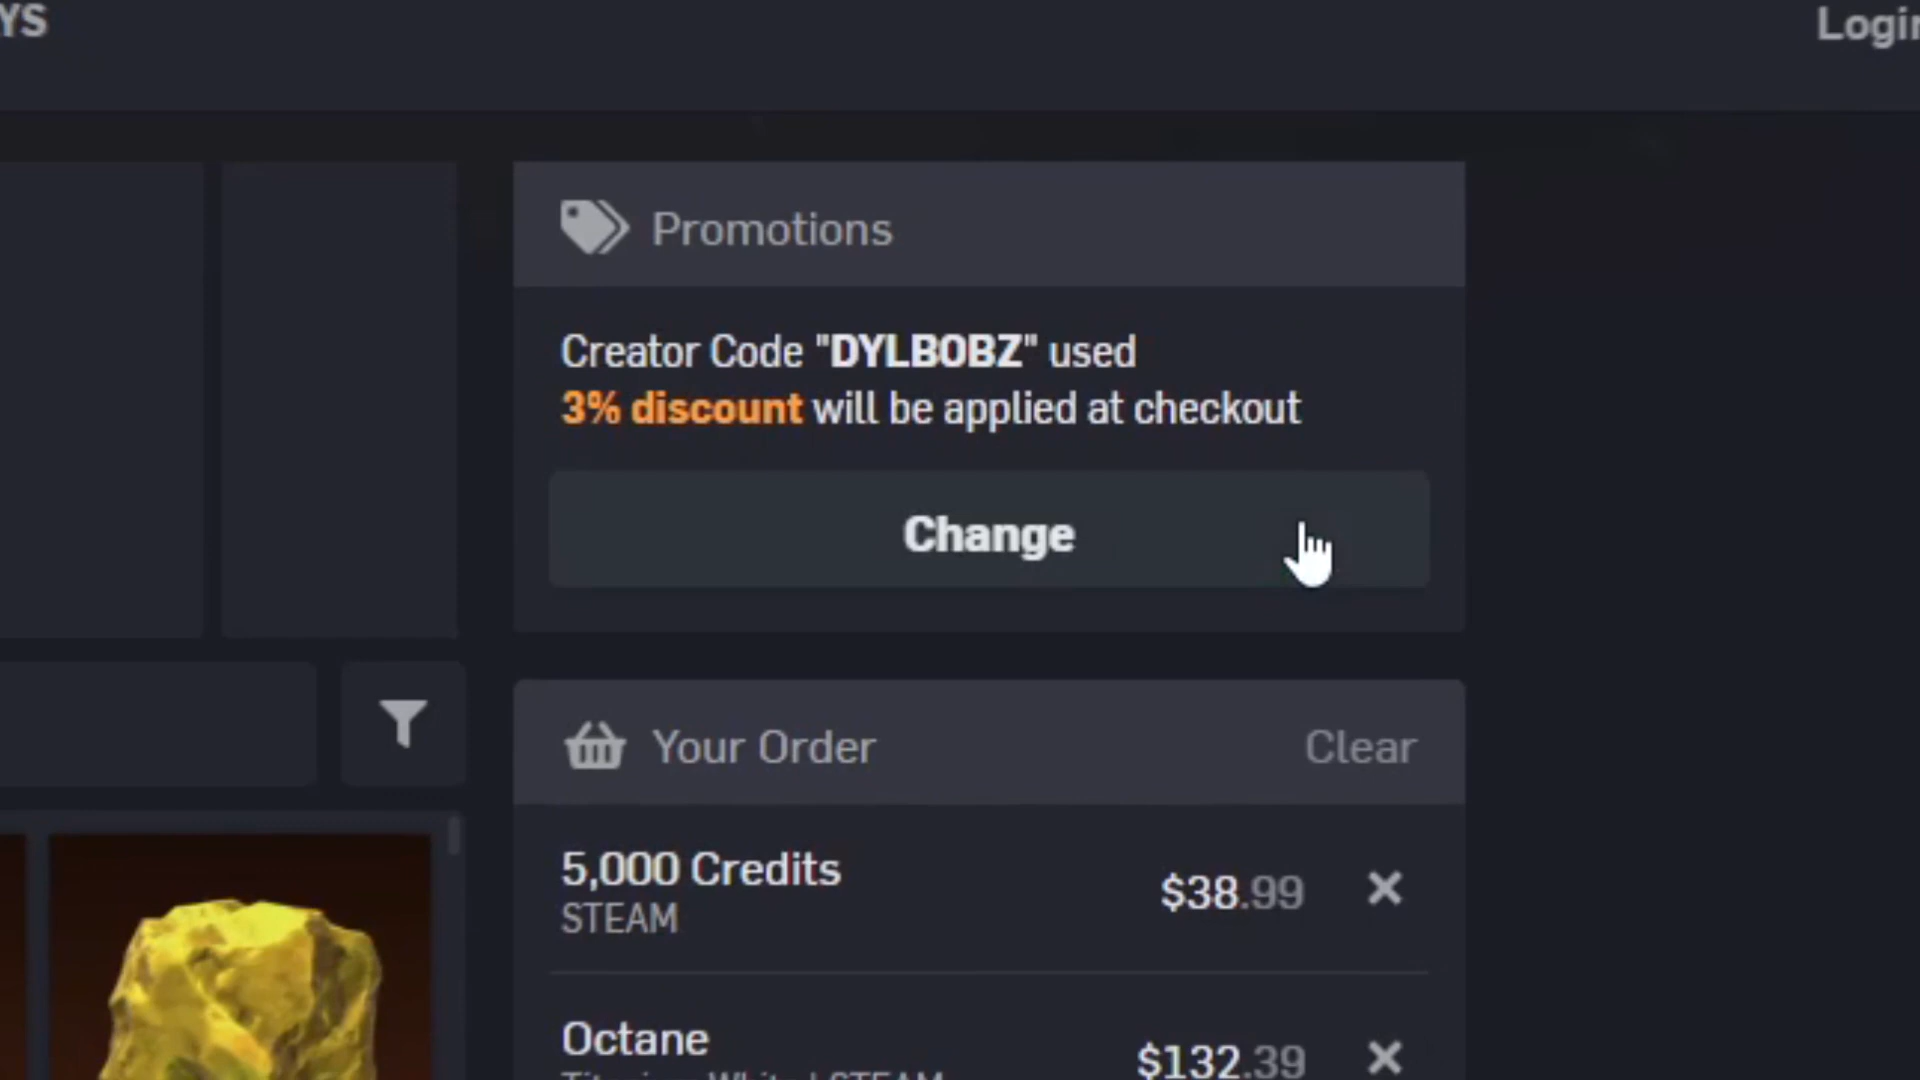 Login
Promotions
Creator Code "DYLBOBZ" used
3% discount will be applied at checkout
Change
Your Order
Clear
5,000 Credits
$38.99
STEAM
Octane
$132.39